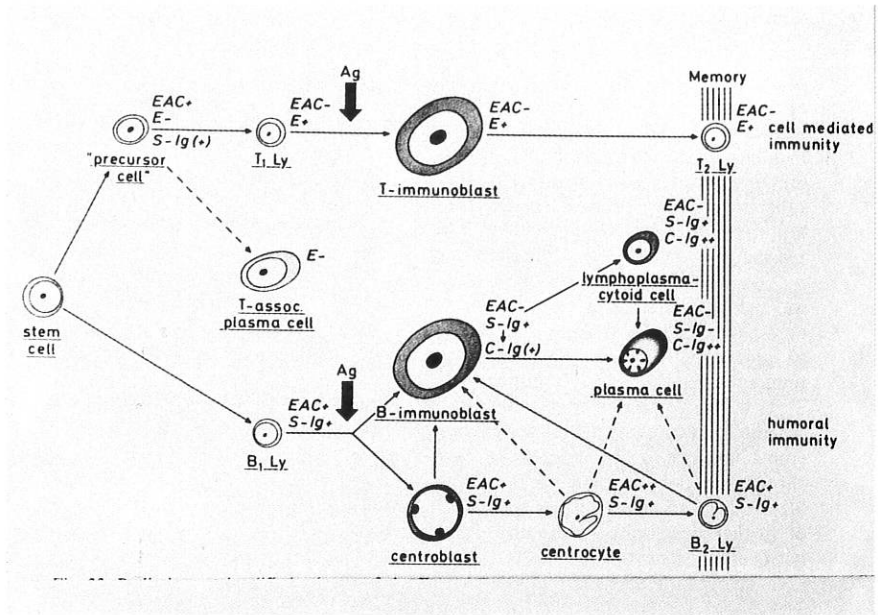 Ag
Memory
EAC+
E-
S-Ig(+)
"precursor
cell"
EAC-
E+
T₁ Ly
EAC-
E+
T-immunoblast
EAC-
E+
cell mediated
immunity
T₂ Ly
E-
T-assoc.
plasma cell
EAC-
S-Ig+
C-Ig++
lymphoplasma-
cytoid cell
stem
cell
EAC-
S-Ig+
C-Ig(+)
EAC-
S-Ig-
C-Ig++
plasma cell
Ag
EAC+
S-Ig+
B₁ Ly
B-immunoblast
humoral
immunity
EAC+
S-Ig+
centroblast
EAC++
S-Ig+
centrocyte
EAC+
S-Ig+
B₂ Ly